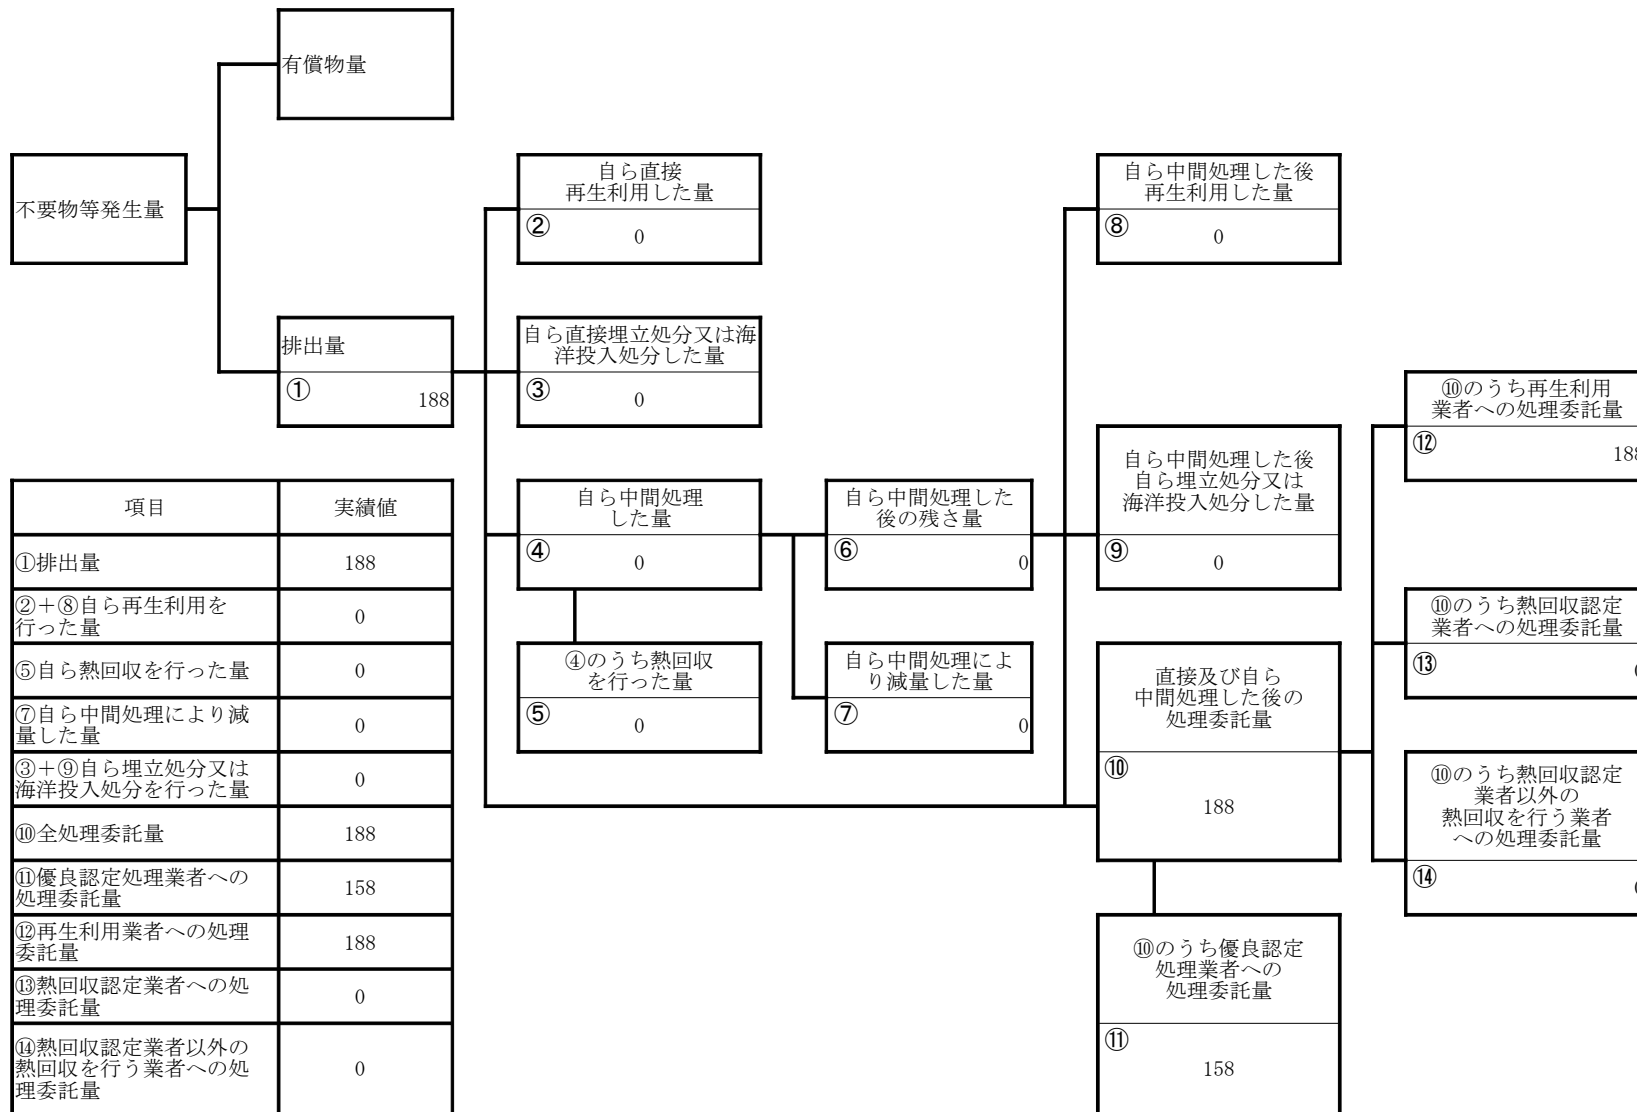 有償物量
不要物等発生量
排出量
①
188
自ら直接
再生利用した量
②
0
自ら直接埋立処分又は海
洋投入処分した量
③
0
自ら中間処理
した量
④
0
④のうち熱回収
を行った量
⑤
0
自ら中間処理した
後の残さ量
⑥
0
自ら中間処理によ
り減量した量
⑦
0
自ら中間処理した後
再生利用した量
⑧
0
自ら中間処理した後
自ら埋立処分又は
海洋投入処分した量
⑨
0
直接及び自ら
中間処理した後の
処理委託量
⑩
188
⑩のうち優良認定
処理業者への
処理委託量
⑪
158
⑩のうち再生利用
業者への処理委託量
⑫
188
⑩のうち熱回収認定
業者への処理委託量
⑬
⑩のうち熱回収認定
業者以外の
熱回収を行う業者
への処理委託量
⑭
項目 実績値
①排出量 188
②+⑧自ら再生利用を
行った量 0
⑤自ら熱回収を行った量 0
⑦自ら中間処理により減
量した量 0
③+⑨自ら埋立処分又は
海洋投入処分を行った量 0
⑩全処理委託量 188
⑪優良認定処理業者への
処理委託量 158
⑫再生利用業者への処理
委託量 188
⑬熱回収認定業者への処
理委託量 0
⑭熱回収認定業者以外の
熱回収を行う業者への処
理委託量 0